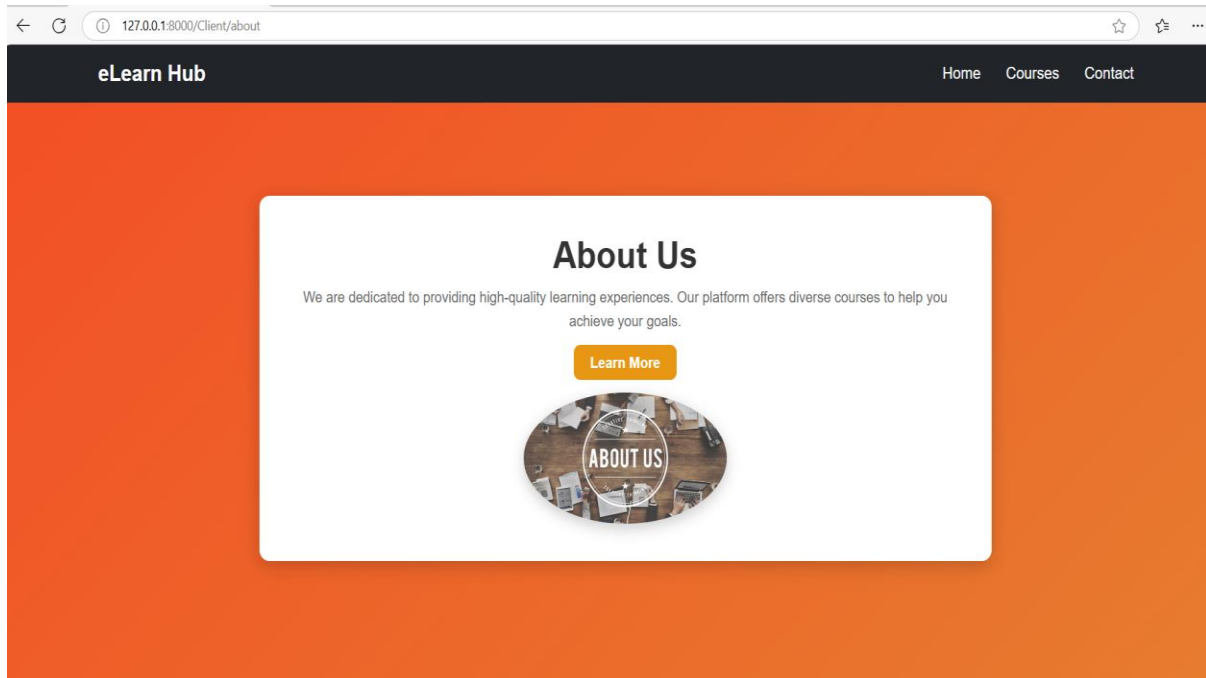 127.0.0.1:8000/Client/about
eLearn Hub
Home Courses Contact
About Us
We are dedicated to providing high-quality learning experiences. Our platform offers diverse courses to help you
achieve your goals.
Learn More
ABOUT US